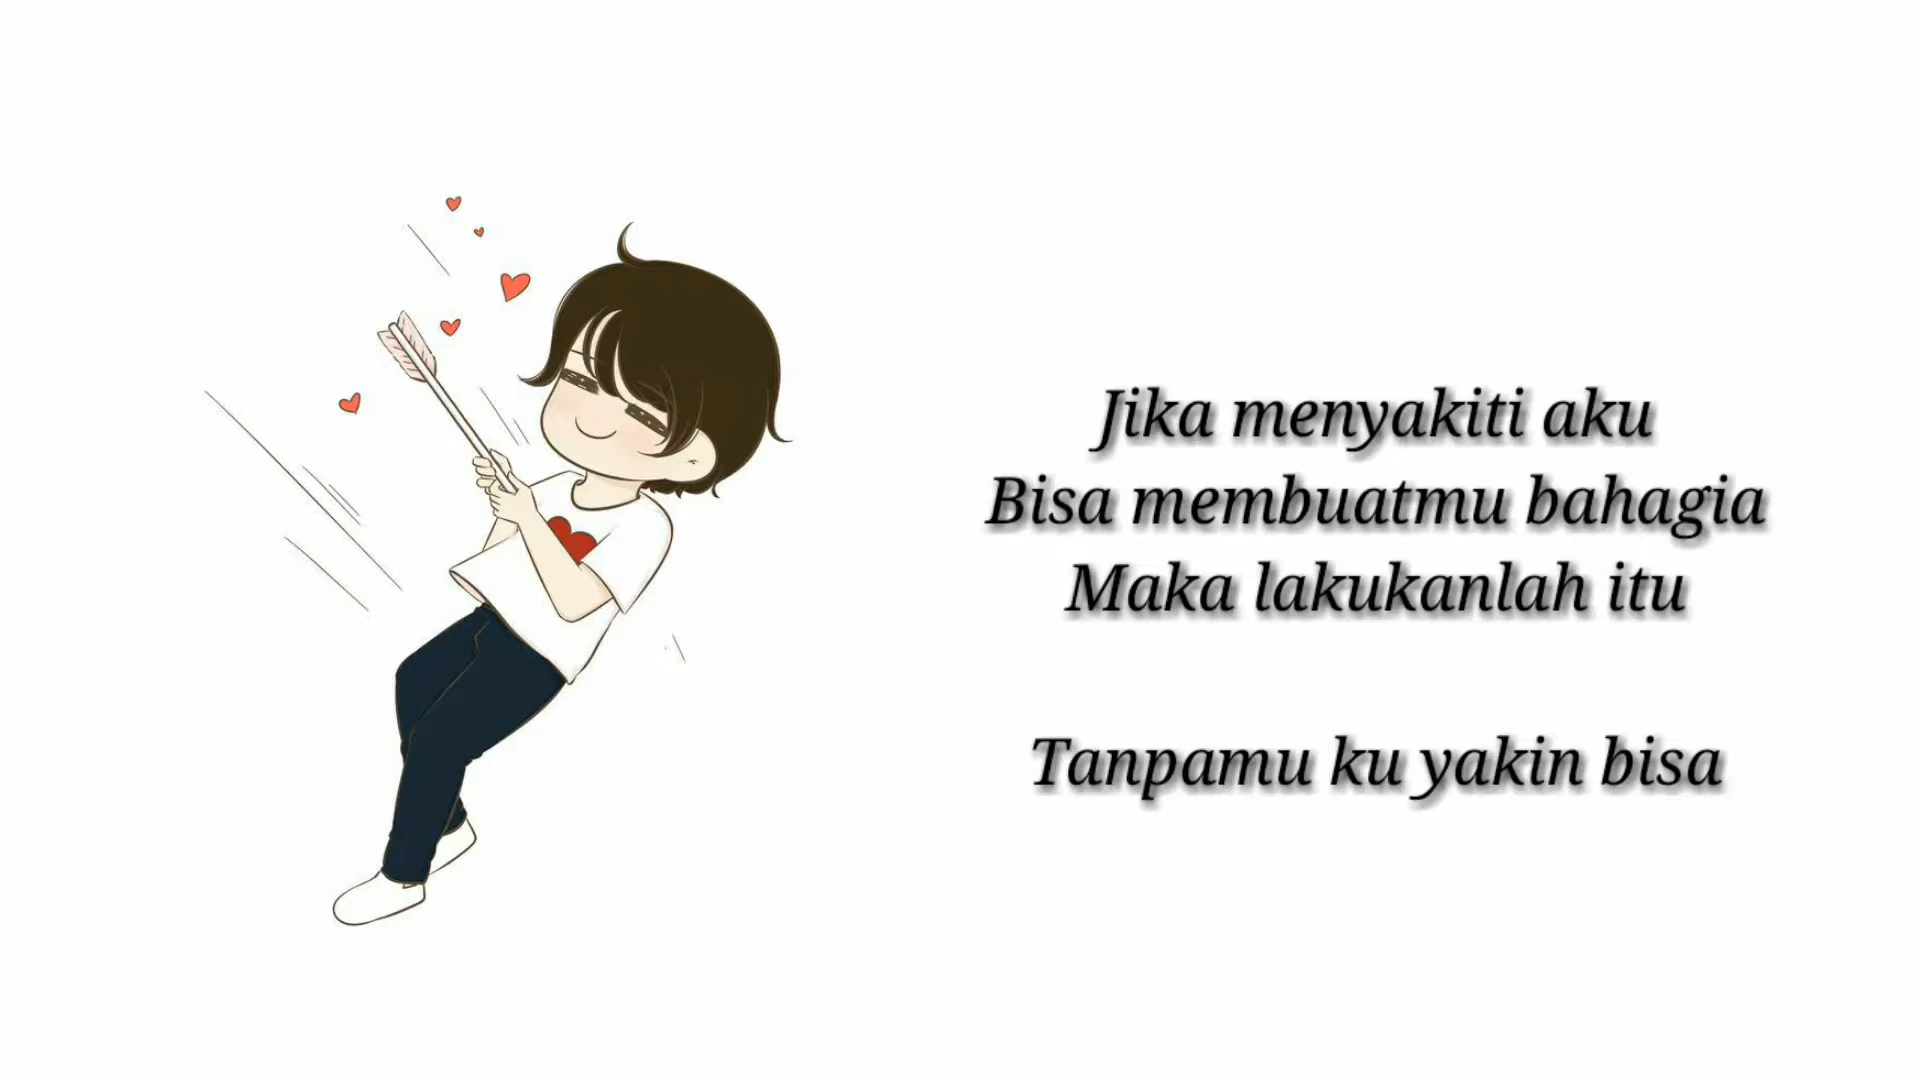 Jika menyakiti aku
Bisa membuatmu bahagia
Maka lakukanlah itu
Tanpamu ku yakin bisa